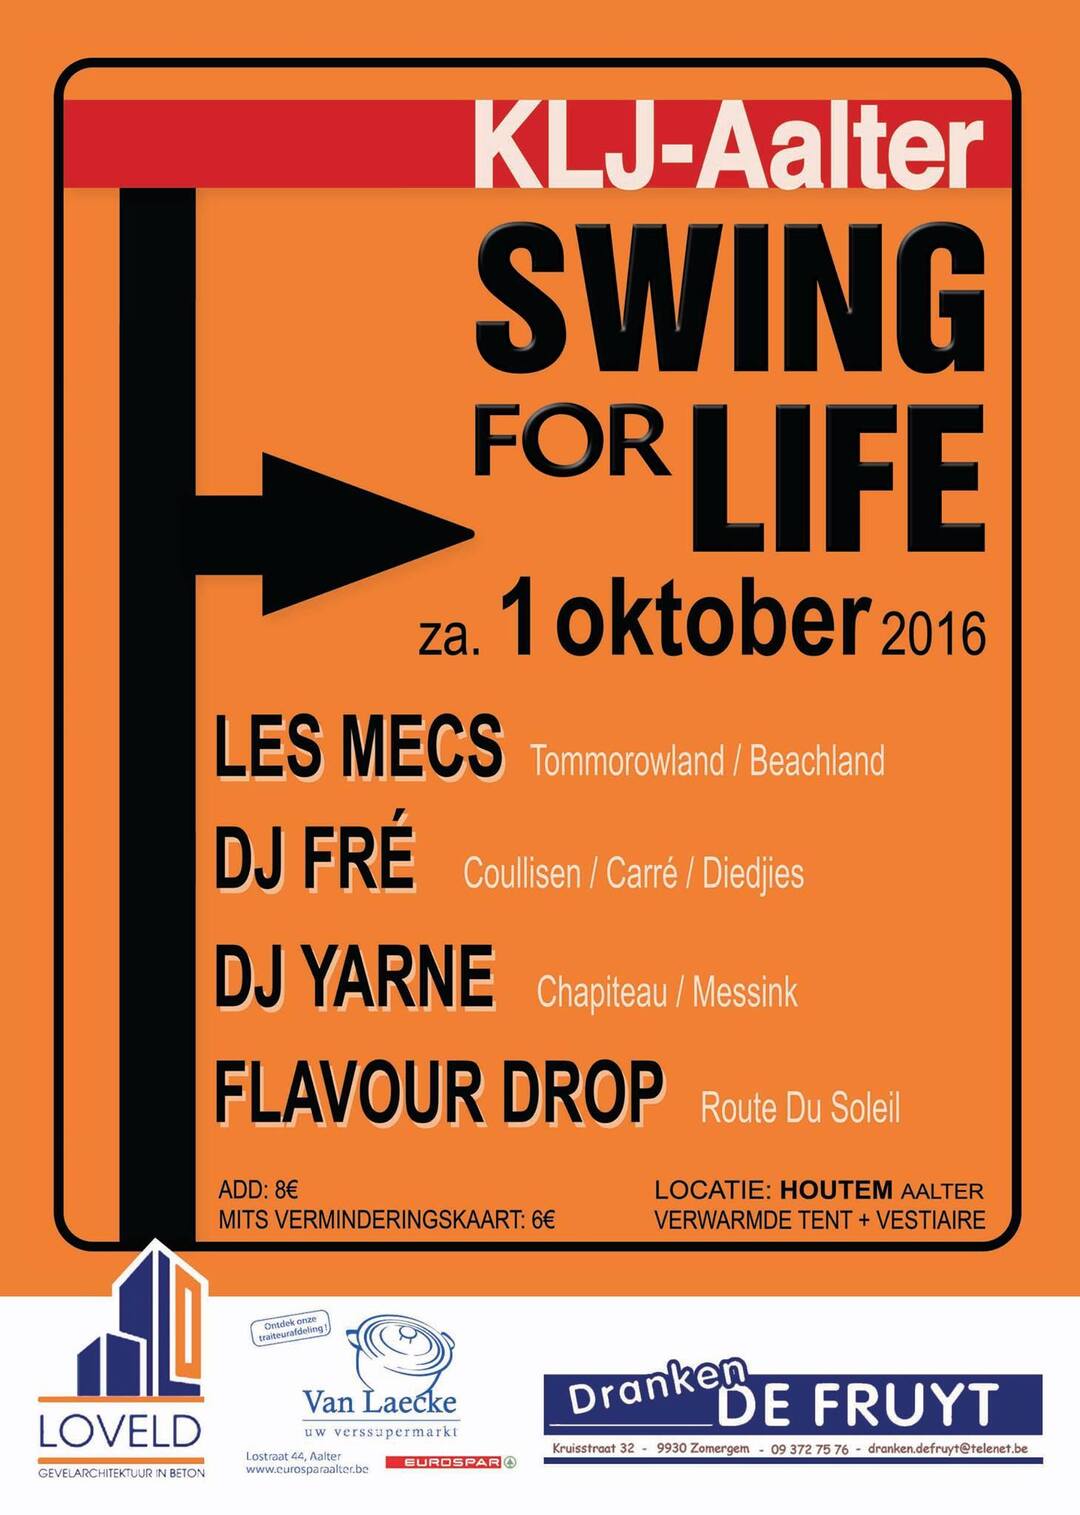 KLJ-Aalter
SWING
FOR LIFE
za. 1 oktober 2016
LES MECS Tommorowland / Beachland
DJ FRÉ Coullisen / Carré / Diedjies
DJ YARNE Chapiteau / Messink
FLAVOUR DROP Route Du Soleil
ADD: 8€
MITS VERMINDERINGSKAART: 6€
LOCATIE: HOUTEM AALTER
VERWARMDE TENT + VESTIAIRE
LOVELD
GEVELARCHITEKTUUR IN BETON
Ontdek onze
traiteurafdeling!
Van Laecke
uw verssupermarkt
Lostraat 44, Aalter
www.eurosparaalter.be
EUROSPAR
Dranken
DE FRUYT
Kruisstraat 32 - 9930 Zomergem - 09 372 75 76 - dranken.defruyt@telenet.be